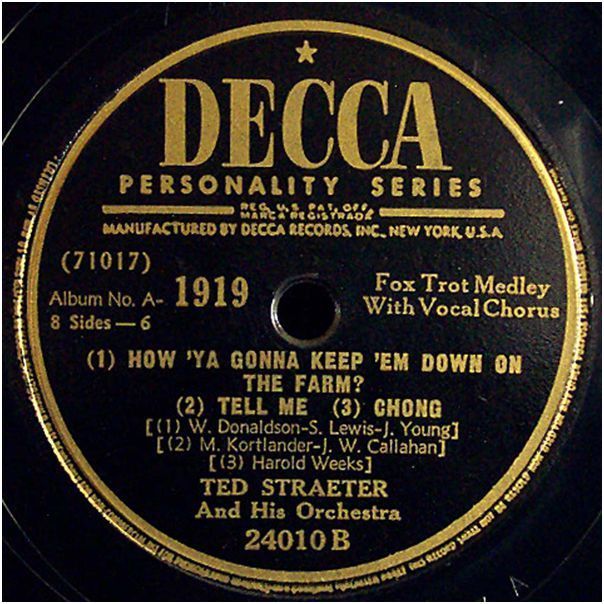 DECCA
PERSONALITY SERIES
REG. U.S. PAT. OFF.
MARCA REGISTRADA
MANUFACTURED BY DECCA RECORDS, INC., NEW YORK, U.S.A
(71017)
Album No. A- 1919
8 Sides — 6
Fox Trot Medley
With Vocal Chorus
(1) HOW 'YA GONNA KEEP 'EM DOWN ON
THE FARM?
(2) TELL ME (3) CHONG
[(1) W. Donaldson-S. Lewis-J. Young]
[(2) M. Kortlander-J. W. Callahan]
[(3) Harold Weeks]
TED STRAETER
And His Orchestra
24010 B